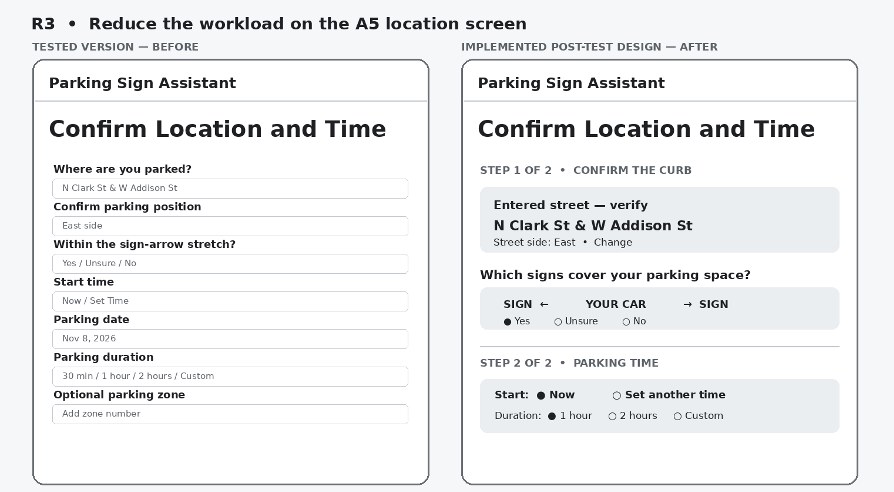 R3 • Reduce the workload on the A5 location screen
TESTED VERSION — BEFORE
Parking Sign Assistant
Confirm Location and Time
Where are you parked?
N Clark St & W Addison St
Confirm parking position
East side
Within the sign-arrow stretch?
Yes / Unsure / No
Start time
Now / Set Time
Parking date
Nov 8, 2026
Parking duration
30 min / 1 hour / 2 hours / Custom
Optional parking zone
Add zone number
IMPLEMENTED POST-TEST DESIGN — AFTER
Parking Sign Assistant
Confirm Location and Time
STEP 1 OF 2 • CONFIRM THE CURB
Entered street — verify
N Clark St & W Addison St
Street side: East • Change
Which signs cover your parking space?
SIGN ← YOUR CAR → SIGN
● Yes ○ Unsure ○ No
STEP 2 OF 2 • PARKING TIME
Start: ● Now ○ Set another time
Duration: ● 1 hour ○ 2 hours ○ Custom